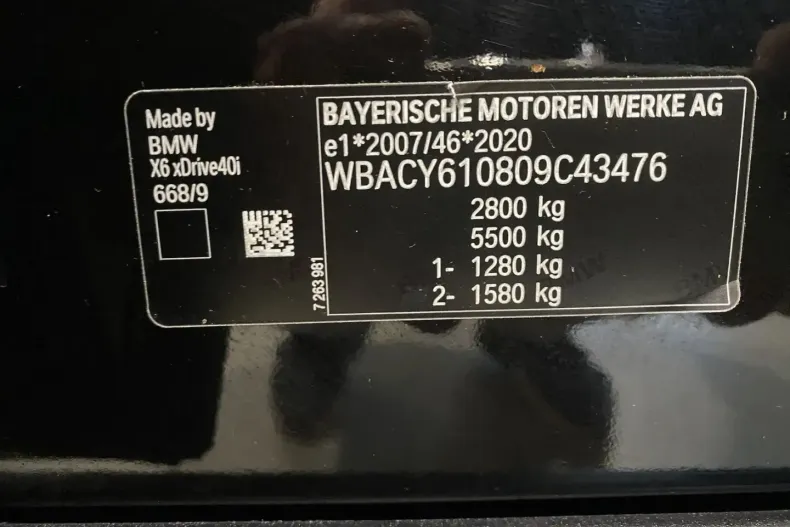 Made by
BMW
X6 xDrive40i
668/9
7 263 981
BAYERISCHE MOTOREN WERKE AG
e1*2007/46*2020
WBACY610809C43476
2800 kg
5500 kg
1- 1280 kg
2- 1580 kg